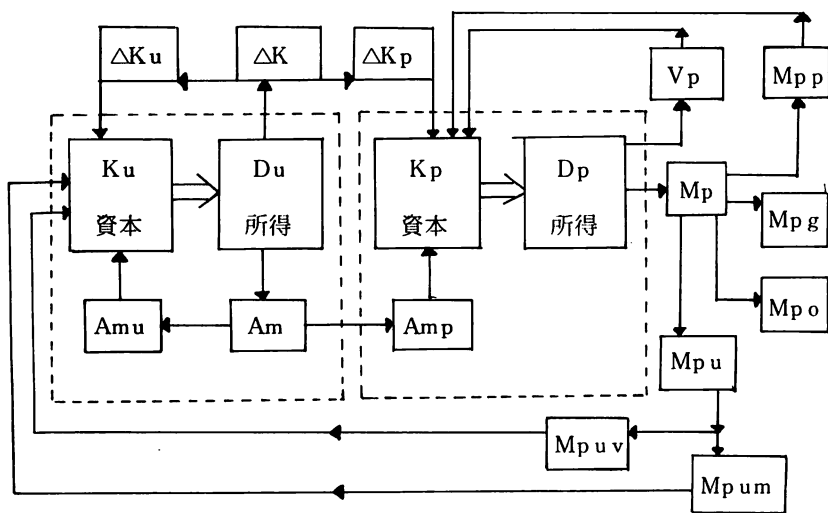 △Ku
△K
△Kp
Vp
Mpp
Ku
資本
Du
所得
Kp
資本
Dp
所得
Mp
Mpg
Mpo
Amu
Am
Amp
Mpu
Mpuv
Mpum